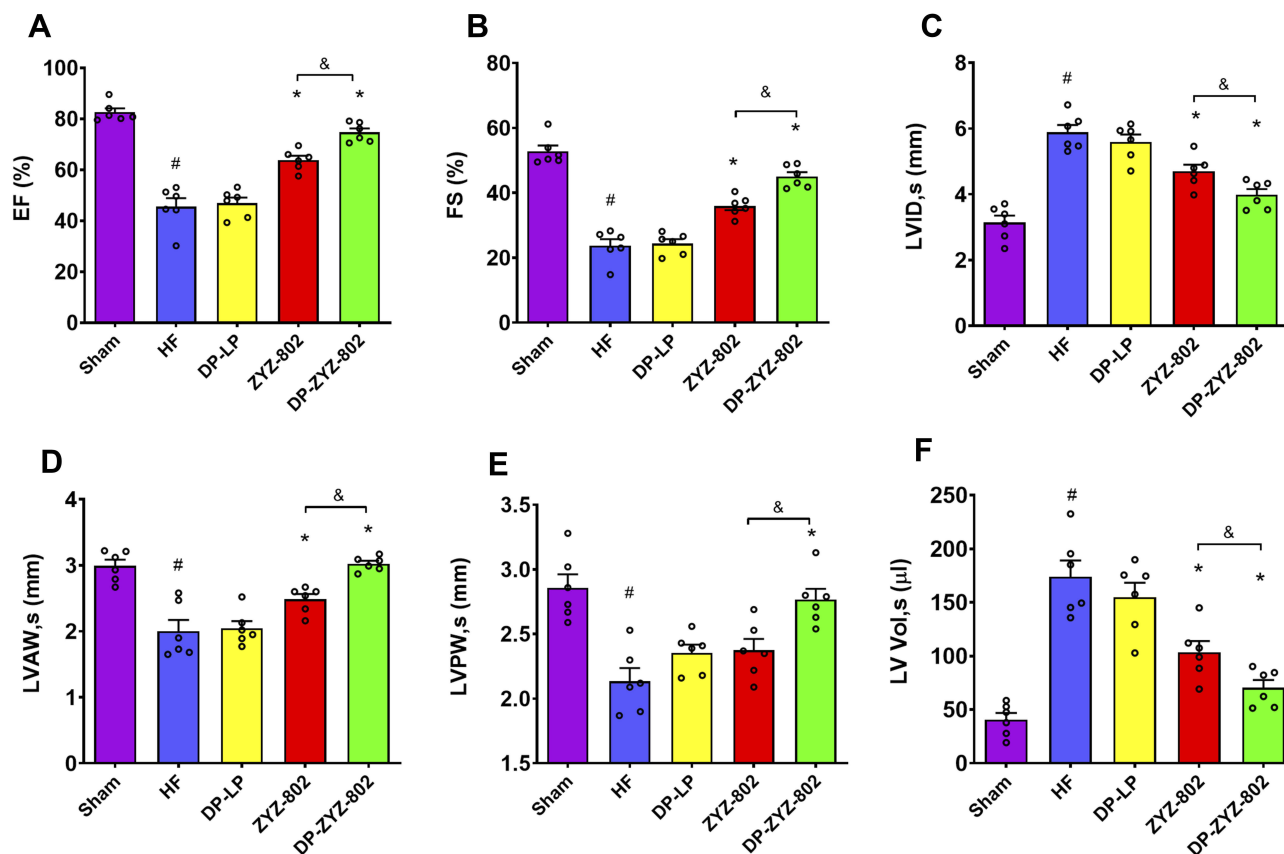 A
EF (%)
100
80
60
40
20
0
#
*
&
*
Sham
HF
DP-LP
ZYZ-802
DP-ZYZ-802
B
FS (%)
60
40
20
0
#
*
&
*
Sham
HF
DP-LP
ZYZ-802
DP-ZYZ-802
C
LVID,s (mm)
8
6
4
2
0
#
*
&
*
Sham
HF
DP-LP
ZYZ-802
DP-ZYZ-802
D
LVAW,s (mm)
4
3
2
1
0
#
*
&
*
Sham
HF
DP-LP
ZYZ-802
DP-ZYZ-802
E
LVPW,s (mm)
3.5
3.0
2.5
2.0
1.5
#
&
*
Sham
HF
DP-LP
ZYZ-802
DP-ZYZ-802
F
LV Vol,s (μl)
250
200
150
100
50
0
#
*
&
*
Sham
HF
DP-LP
ZYZ-802
DP-ZYZ-802